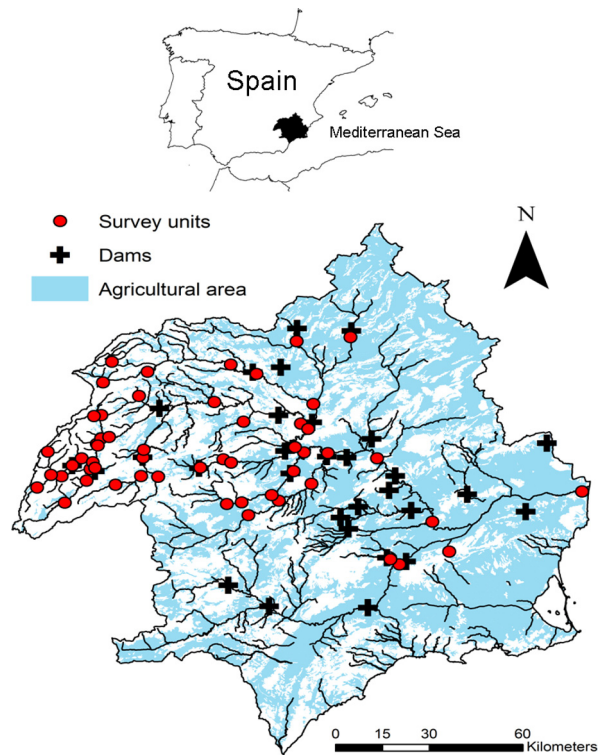 Spain
Mediterranean Sea
Survey units
Dams
Agricultural area
N
0 15 30 60
Kilometers